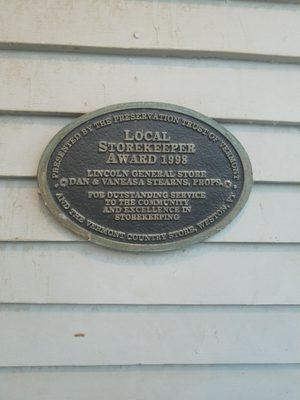 PRESENTED BY THE PRESERVATION TRUST OF VERMONT
LOCAL
STOREKEEPER
AWARD 1998
LINCOLN GENERAL STORE
DAN & VANEASA STEARNS, PROPS.
FOR OUTSTANDING SERVICE
TO THE COMMUNITY
AND EXCELLENCE IN
STOREKEEPING
AND THE VERMONT COUNTRY STORE, WESTON, VT